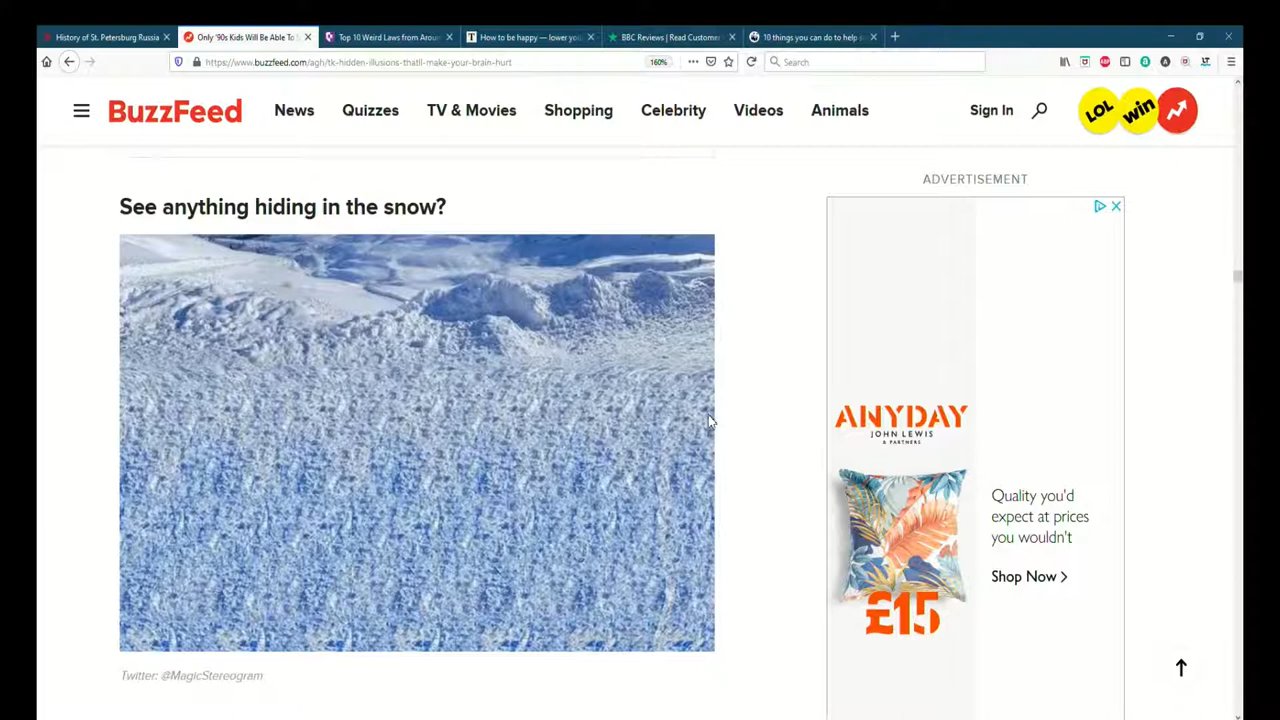 History of St. Petersburg Russia
Only '90s Kids Will Be Able To S
Top 10 Weird Laws from Arou
How to be happy — lower you
BBC Reviews | Read Custome
10 things you can do to help s
https://www.buzzfeed.com/agh/tk-hidden-illusions-thatll-make-your-brain-hurt
160%
Search
BuzzFeed
News
Quizzes
TV & Movies
Shopping
Celebrity
Videos
Animals
Sign In
LOL
win
ADVERTISEMENT
See anything hiding in the snow?
ANYDAY
JOHN LEWIS
& PARTNERS
Quality you'd
expect at prices
you wouldn't
Shop Now
£15
Twitter: @MagicStereogram